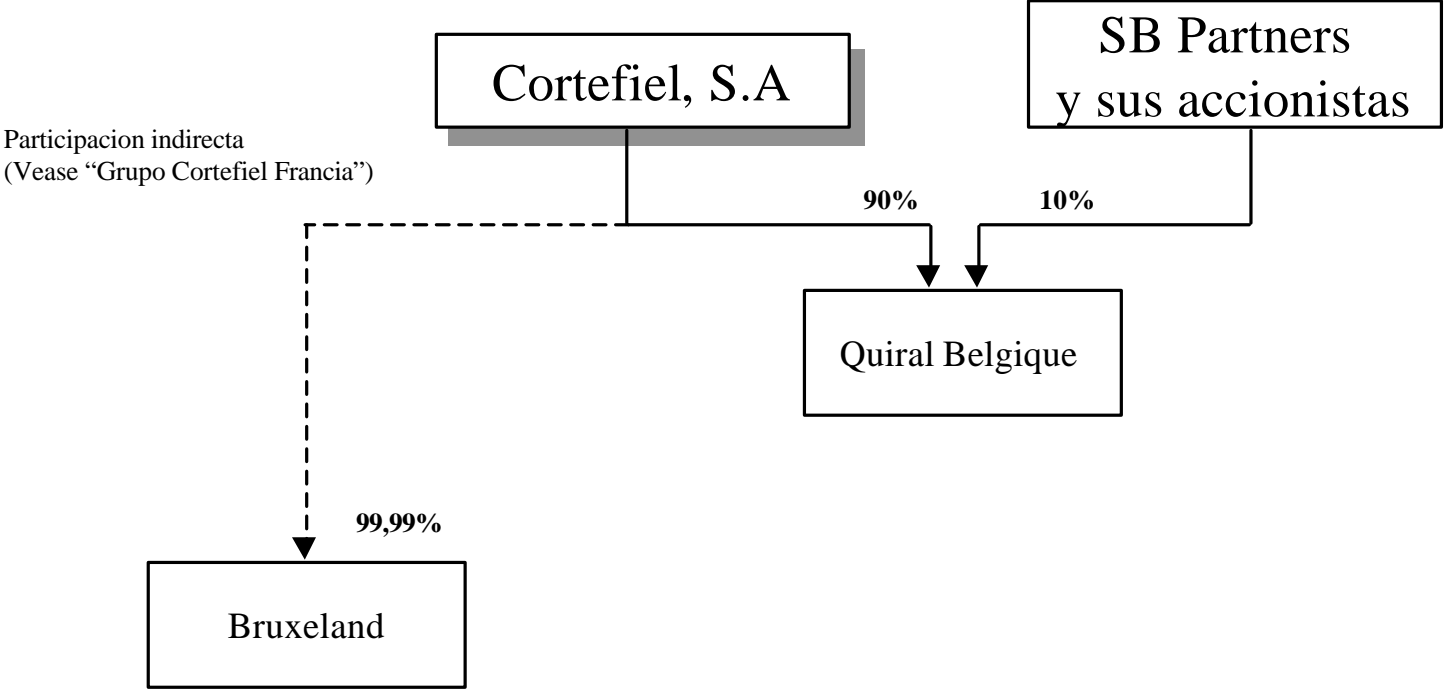 SB Partners
y sus accionistas
Cortefiel, S.A
Participacion indirecta
(Vease “Grupo Cortefiel Francia”)
90%
10%
Quiral Belgique
99,99%
Bruxeland